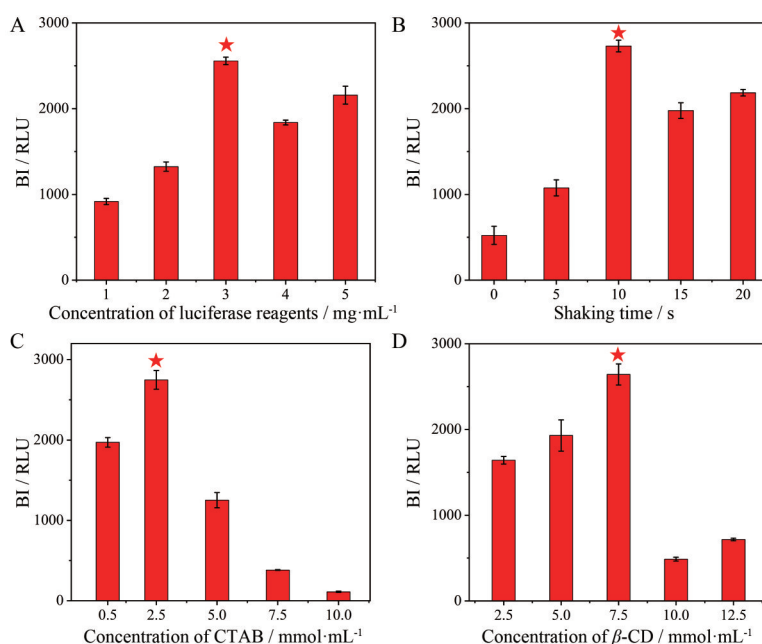 A
3000
2000
1000
0
BI / RLU
1 2 3 4 5
Concentration of luciferase reagents / mg·mL⁻¹
B
3000
2000
1000
0
BI / RLU
0 5 10 15 20
Shaking time / s
C
3000
2000
1000
0
BI / RLU
0.5 2.5 5.0 7.5 10.0
Concentration of CTAB / mmol·mL⁻¹
D
3000
2500
2000
1500
1000
500
0
BI / RLU
2.5 5.0 7.5 10.0 12.5
Concentration of β-CD / mmol·mL⁻¹